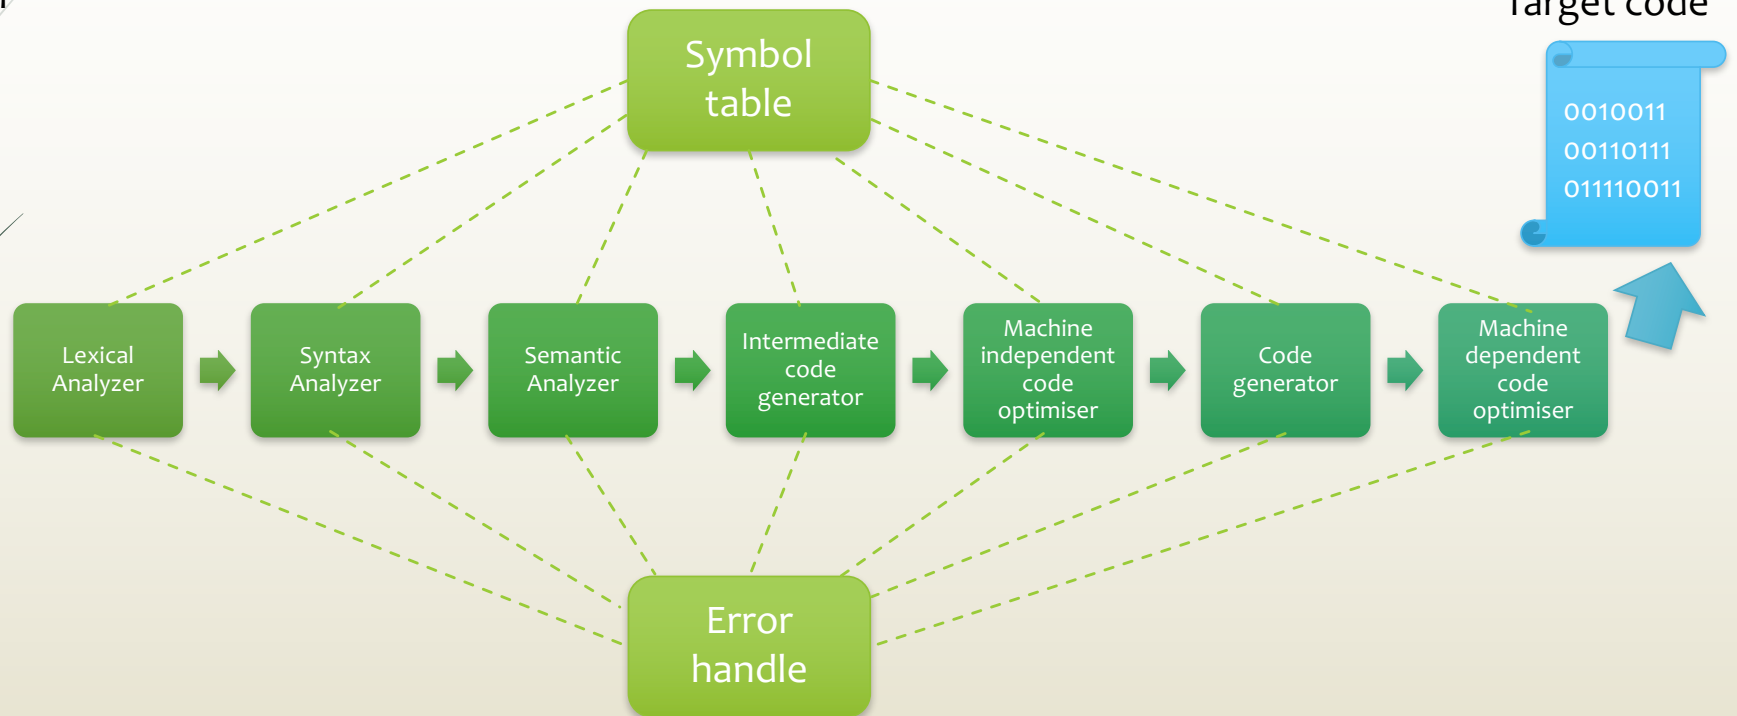 Target code
Symbol
table
0010011
00110111
011110011
Lexical
Analyzer
Syntax
Analyzer
Semantic
Analyzer
Intermediate
code
generator
Machine
independent
code
optimiser
Code
generator
Machine
dependent
code
optimiser
Error
handle